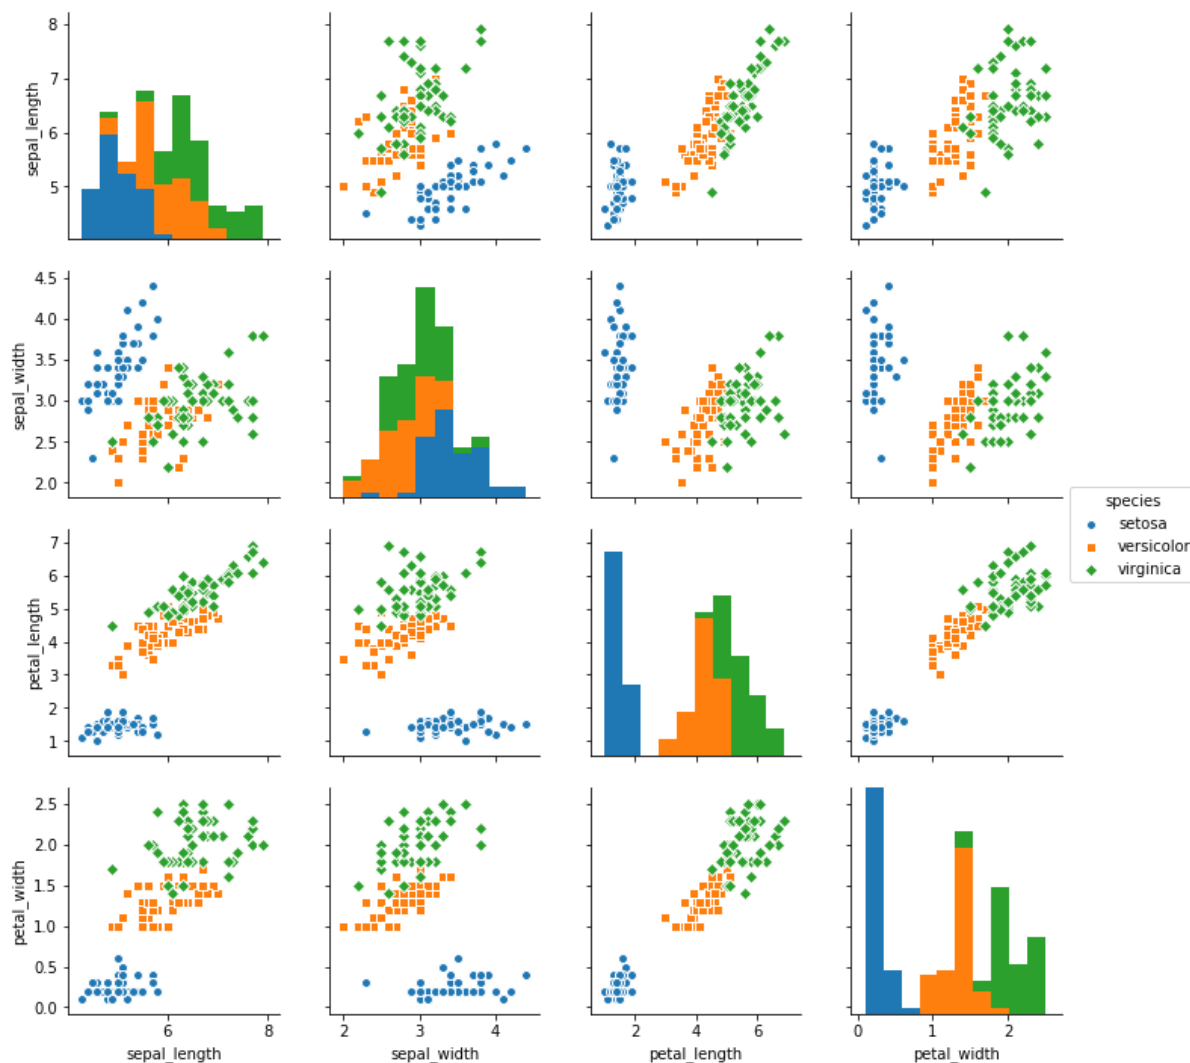 8
7
6
5
sepal_length
4.5
4.0
3.5
3.0
2.5
2.0
sepal_width
species
setosa
versicolor
virginica
7
6
5
4
3
2
1
petal_length
2.5
2.0
1.5
1.0
0.5
0.0
petal_width
6 8
2 3 4
2 4 6
0 1 2
sepal_length
sepal_width
petal_length
petal_width